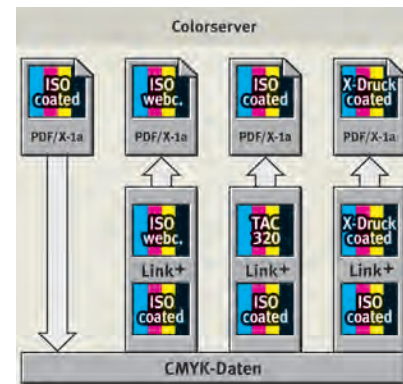 Colorserver
ISO
coated
PDF/X-1a
ISO
webc.
PDF/X-1a
ISO
coated
PDF/X-1a
X-Druck
coated
PDF/X-1a
ISO
webc.
Link+
ISO
coated
TAC
320
Link+
ISO
coated
X-Druck
coated
Link+
ISO
coated
CMYK-Daten